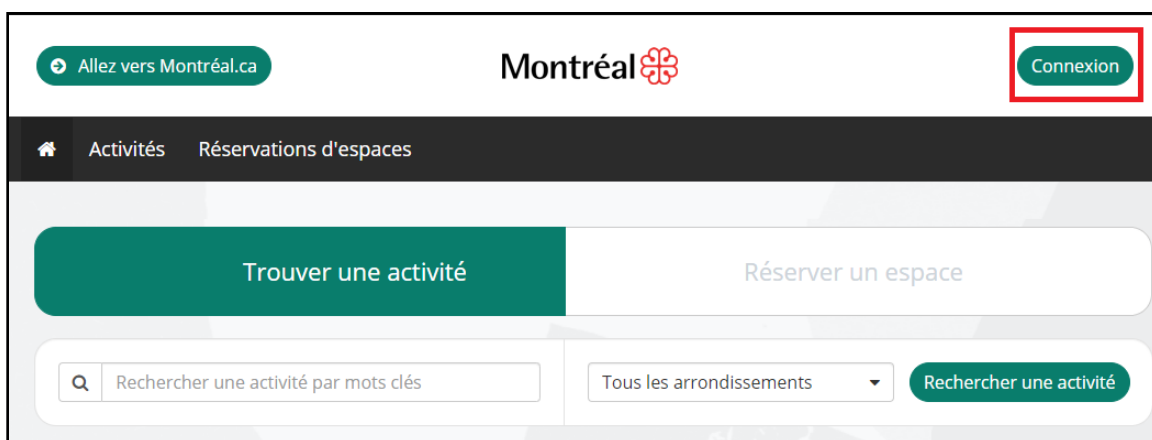 Allez vers Montréal.ca
Montréal
Connexion
Activités Réservations d'espaces
Trouver une activité
Réserver un espace
Rechercher une activité par mots clés
Tous les arrondissements
Rechercher une activité